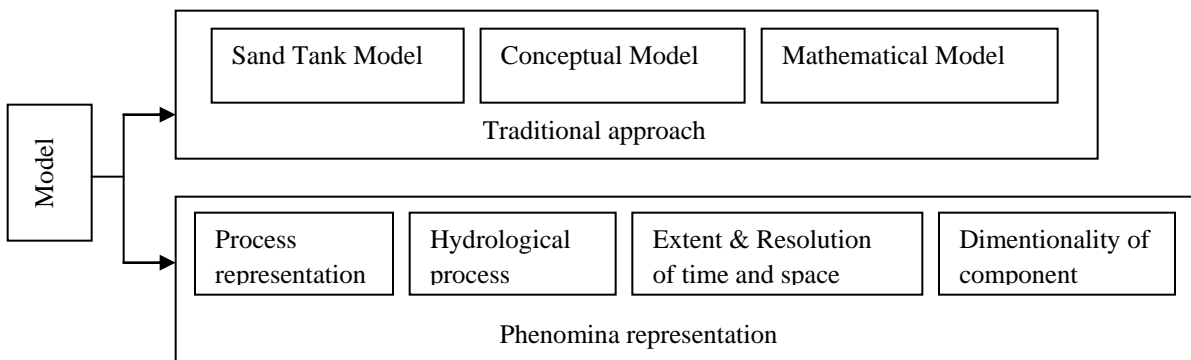 Model
Sand Tank Model
Conceptual Model
Mathematical Model
Traditional approach
Process
representation
Hydrological
process
Extent & Resolution
of time and space
Dimentionality of
component
Phenomina representation